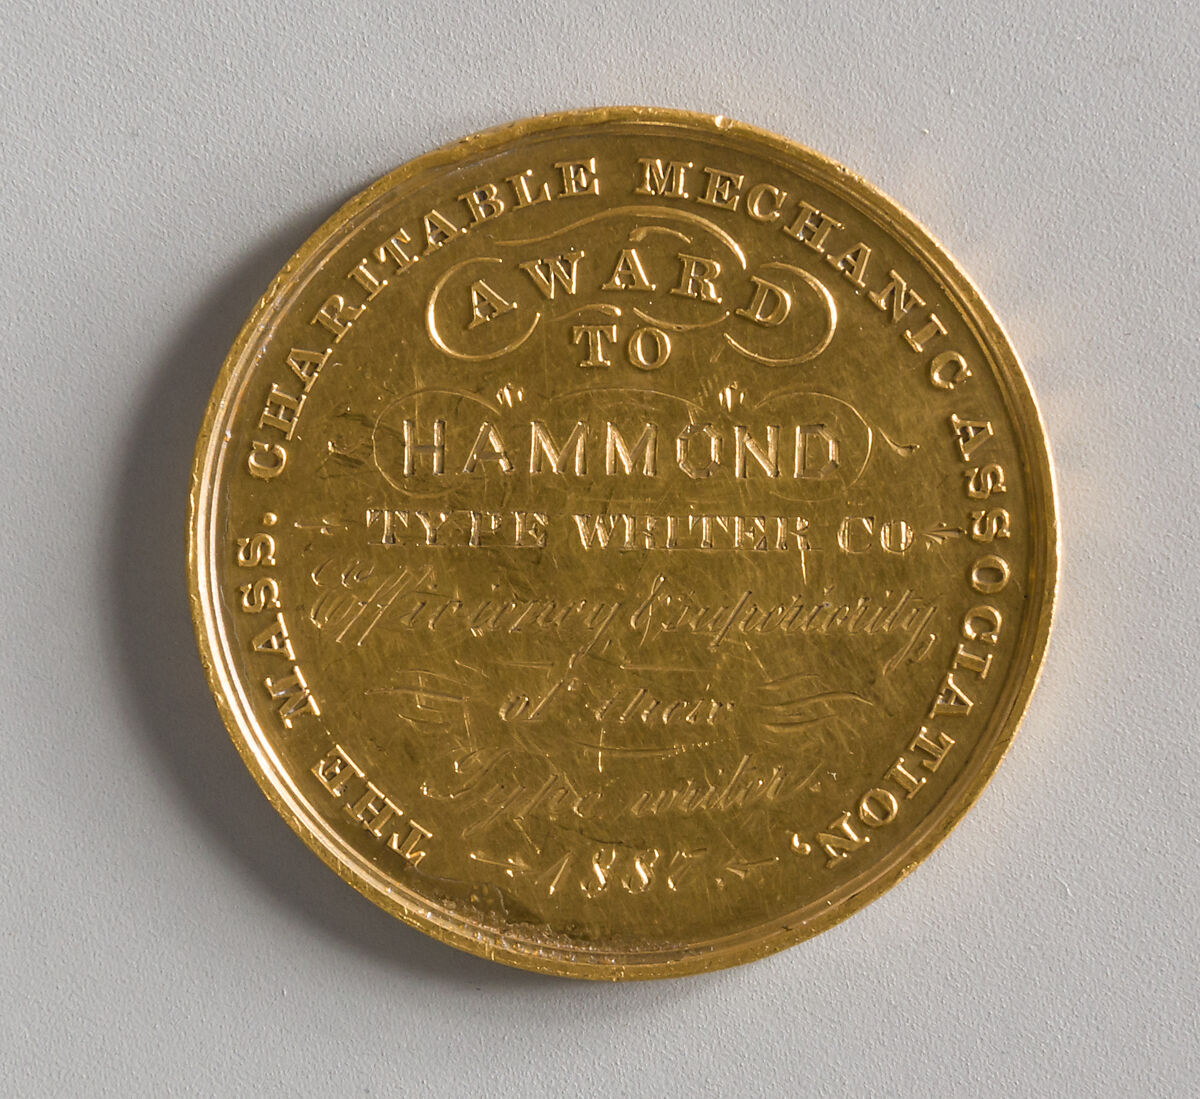 THE MASS. CHARITABLE MECHANIC ASSOCIATION,
AWARD
TO
HAMMOND
TYPE WRITER CO
Efficiency & superiority
of their
Type writer.
1887.